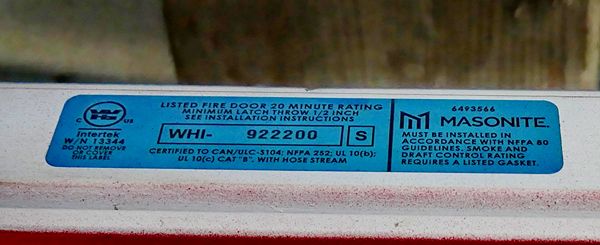 WH
C US
Intertek
W/N 13344
DO NOT REMOVE
OR COVER
THIS LABEL
LISTED FIRE DOOR 20 MINUTE RATING
MINIMUM LATCH THROW 1/2 INCH
SEE INSTALLATION INSTRUCTIONS
WHI- 922200 S
CERTIFIED TO CAN/ULC-S104; NFPA 252; UL 10(b);
UL 10(c) CAT "B". WITH HOSE STREAM
6493566
MASONITE.
MUST BE INSTALLED IN
ACCORDANCE WITH NFPA 80
GUIDELINES. SMOKE AND
DRAFT CONTROL RATING
REQUIRES A LISTED GASKET.